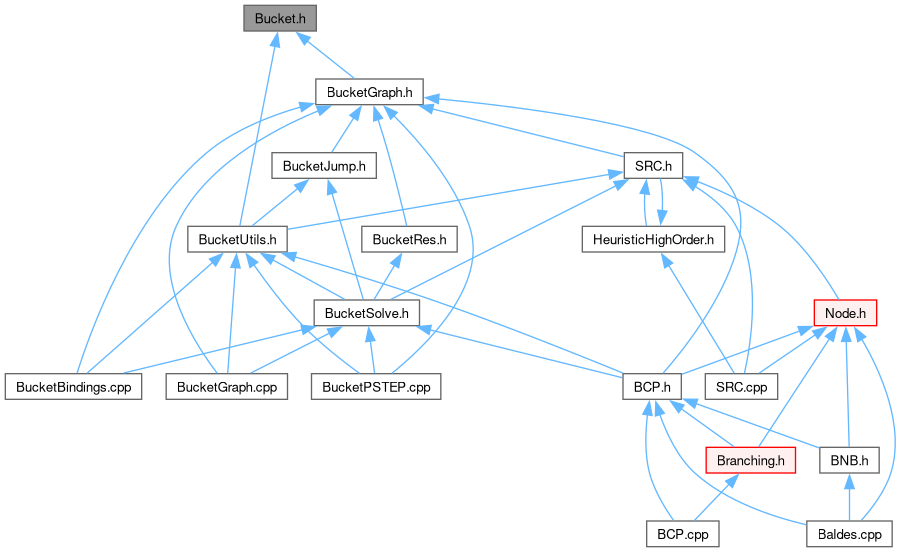 Bucket.h
BucketGraph.h
BucketJump.h
SRC.h
BucketUtils.h
BucketRes.h
HeuristicHighOrder.h
BucketSolve.h
Node.h
BucketBindings.cpp
BucketGraph.cpp
BucketPSTEP.cpp
BCP.h
SRC.cpp
Branching.h
BNB.h
BCP.cpp
Baldes.cpp